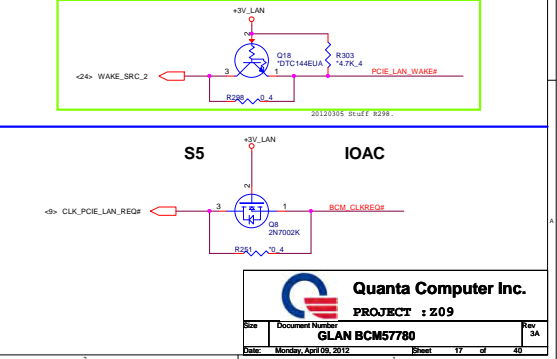 +3V_LAN
2
Q18
*DTC144EUA
R303
*4.7K_4
<24> WAKE_SRC_2
3
1
PCIE_LAN_WAKE#
R298
0_4
20120305 Stuff R298.
+3V_LAN
S5
IOAC
2
<9> CLK_PCIE_LAN_REQ#
3
1
BCM_CLKREQ#
Q8
2N7002K
R251
*0_4
A
Quanta Computer Inc.
PROJECT : Z09
Size
Document Number
Rev
GLAN BCM57780
3A
Date:
Monday, April 09, 2012
Sheet
17
of
40